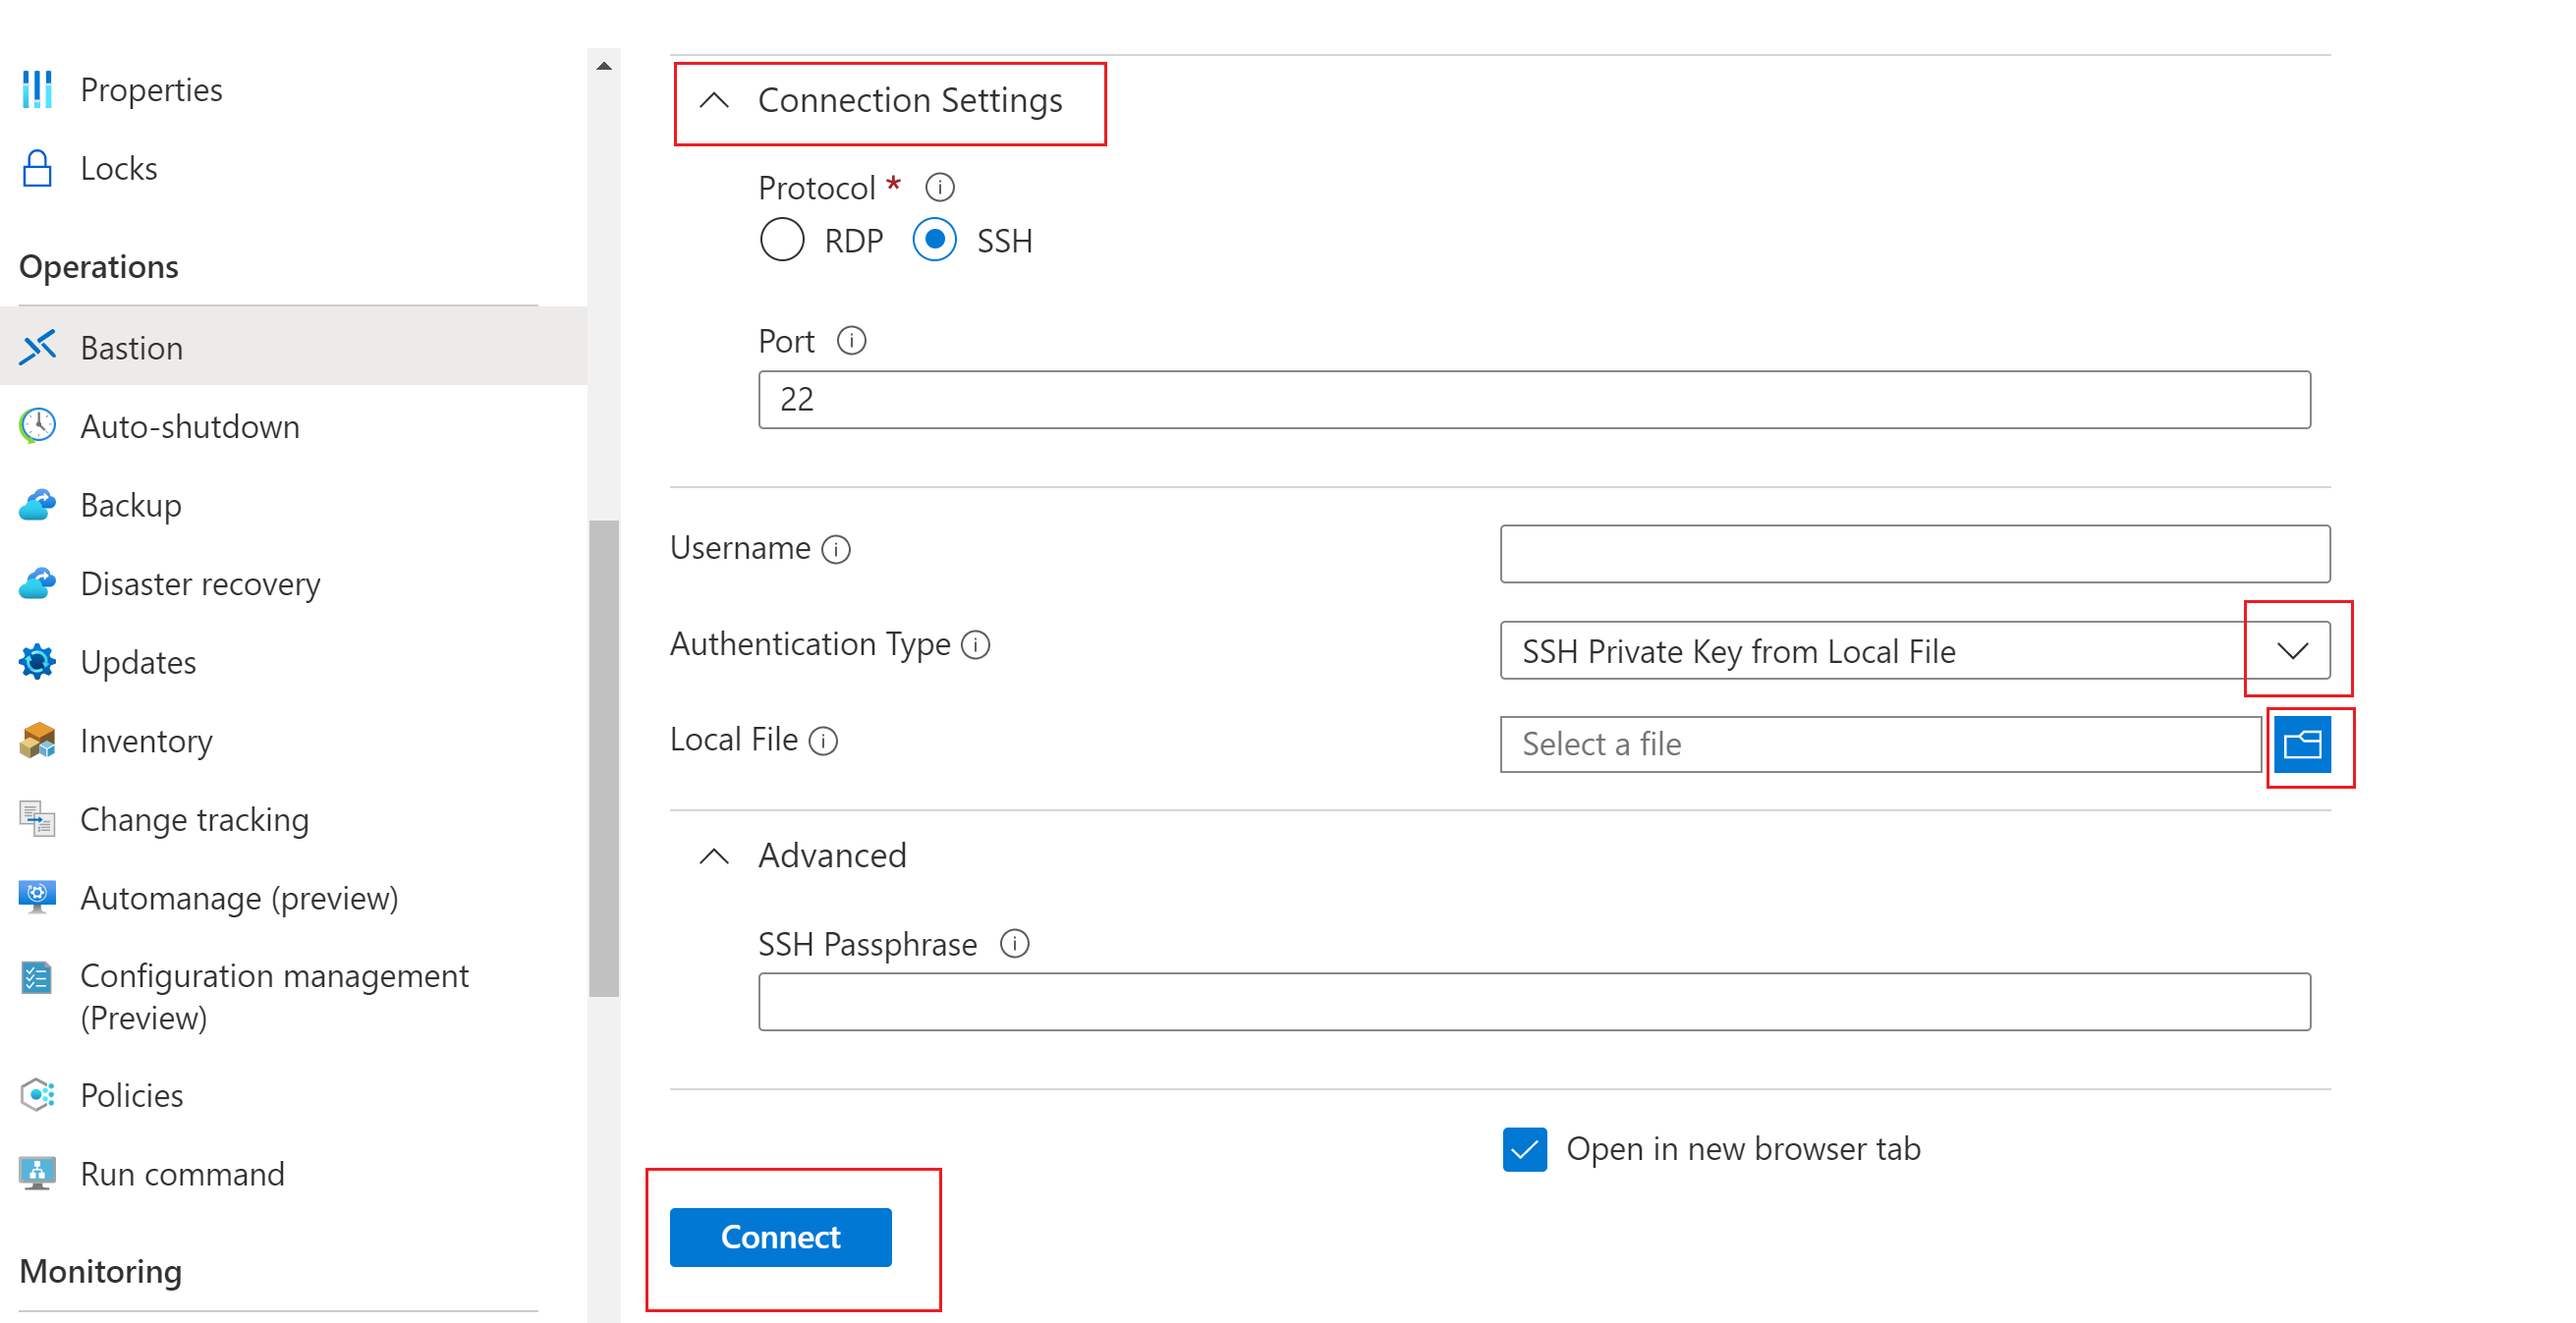 Properties
Locks
Operations
Bastion
Auto-shutdown
Backup
Disaster recovery
Updates
Inventory
Change tracking
Automanage (preview)
Configuration management
(Preview)
Policies
Run command
Monitoring
Connection Settings
Protocol *
RDP SSH
Port
22
Username
Authentication Type
SSH Private Key from Local File
Local File
Select a file
Advanced
SSH Passphrase
Open in new browser tab
Connect